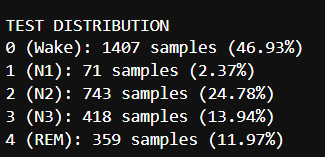 TEST DISTRIBUTION
0 (Wake): 1407 samples (46.93%)
1 (N1): 71 samples (2.37%)
2 (N2): 743 samples (24.78%)
3 (N3): 418 samples (13.94%)
4 (REM): 359 samples (11.97%)